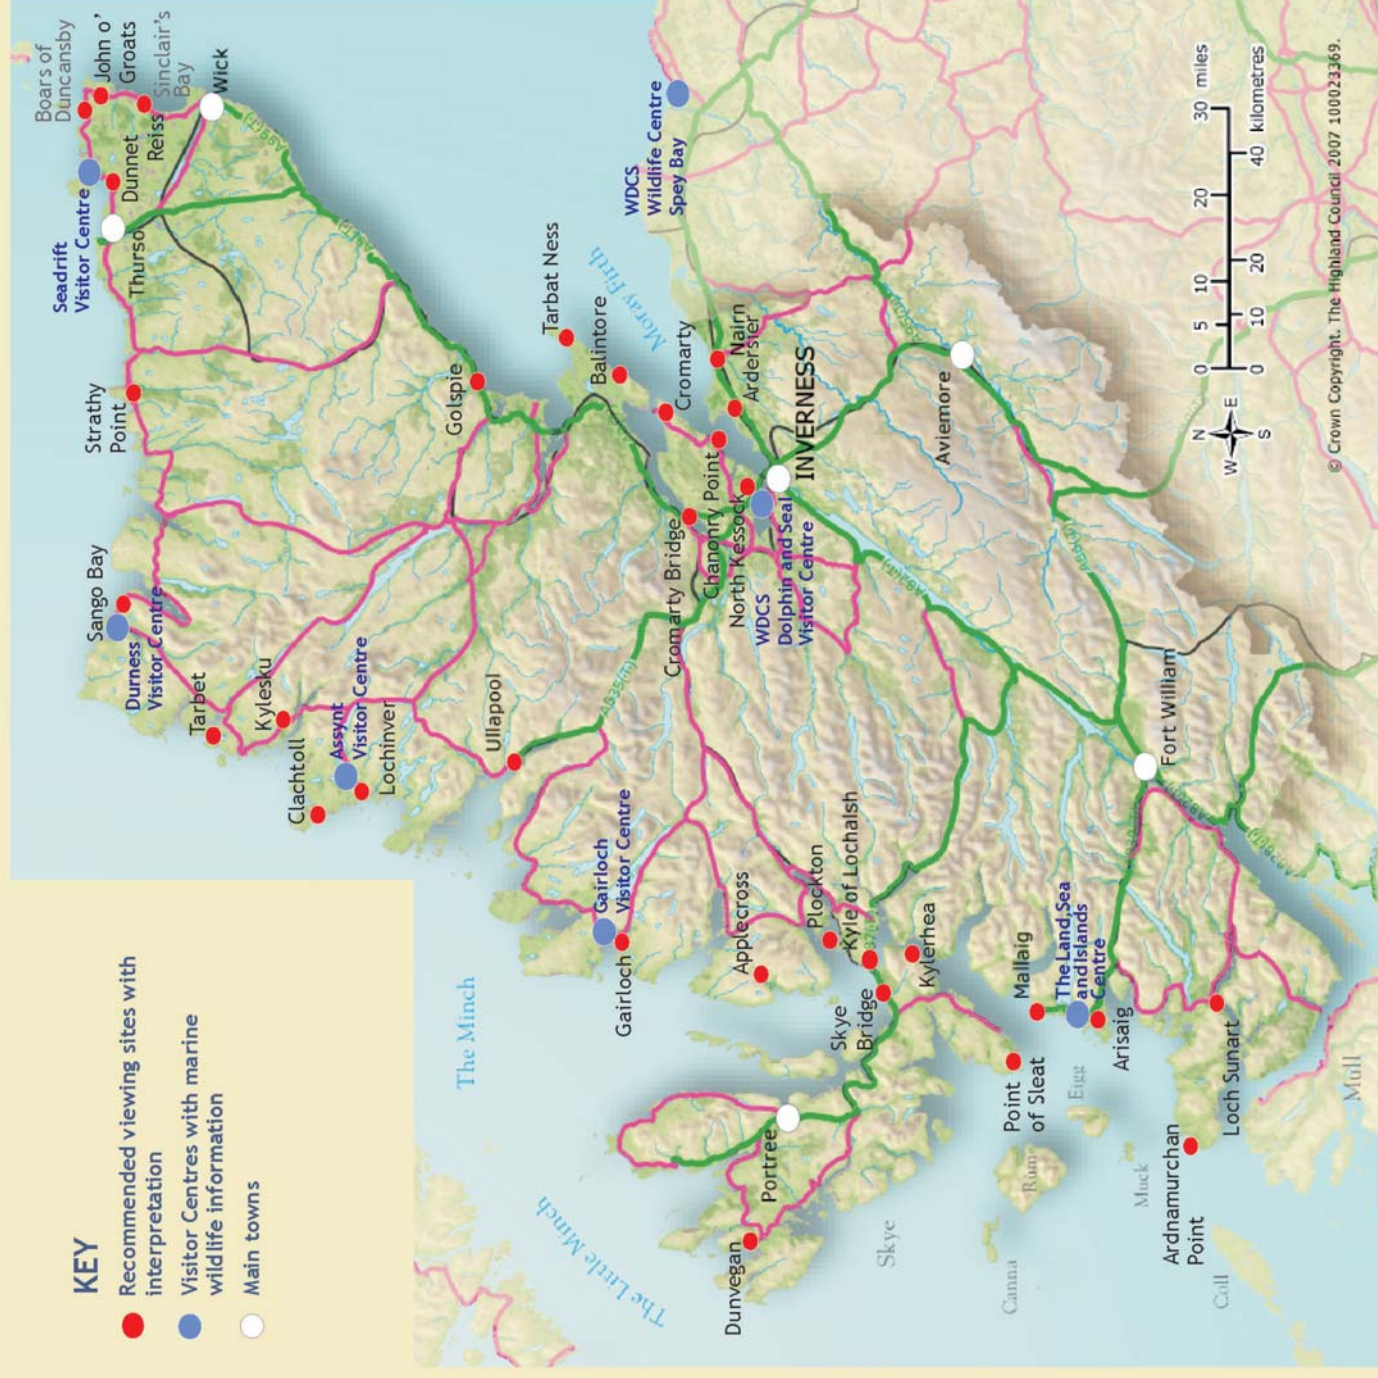 KEY
Recommended viewing sites with
interpretation
Visitor Centres with marine
wildlife information
Main towns
The Minch
The Little Minch
Boars of
Duncansby
John o'
Groats
Sinclair's
Bay
Reiss
Wick
Dunnet
Seadrift
Visitor Centre
Thurso
Strathy
Point
Sango Bay
Durness
Visitor Centre
Tarbet
Kylesku
Clachtoll
Assynt
Visitor Centre
Lochinver
Ullapool
Golspie
Tarbat Ness
Balintore
Moray Firth
Cromarty
Nairn
Ardersier
WDCS
Wildlife Centre
Spey Bay
INVERNESS
Chanonry Point
North Kessock
Cromarty Bridge
WDCS
Dolphin and Seal
Visitor Centre
Aviemore
Gairloch
Visitor Centre
Gairloch
Applecross
Plockton
Kyle of Lochalsh
Kylerhea
Skye
Bridge
Portree
Dunvegan
Skye
Mallaig
The Land,Sea
and Islands
Centre
Arisaig
Point
of Sleat
Eigg
Rum
Muck
Canna
Coll
Ardnamurchan
Point
Loch Sunart
Mull
Fort William
A99(T)
A835(T)
A82(T)
N
W
E
S
0
5
10
20
30
miles
0
10
20
40
kilometres
© Crown Copyright. The Highland Council 2007 100023369.